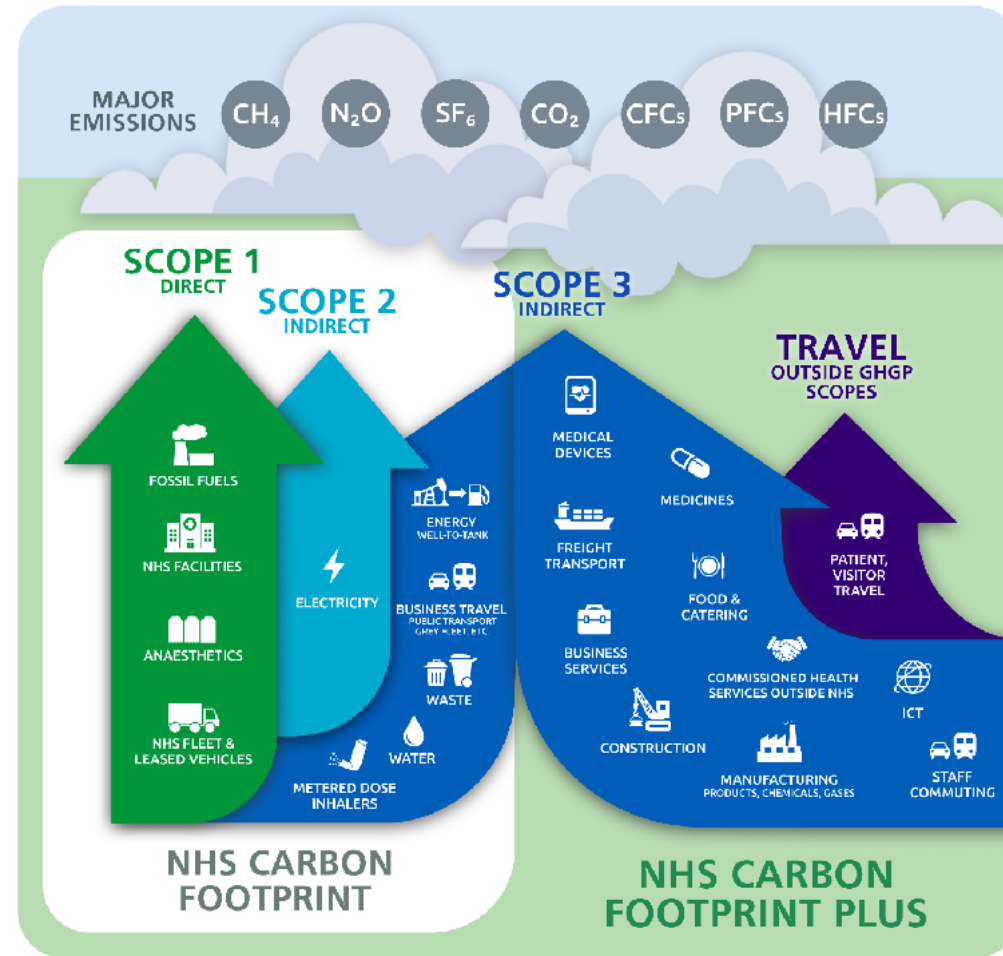 MAJOR
EMISSIONS
CH₄
N₂O
SF₆
CO₂
CFCs
PFCs
HFCs
SCOPE 1
DIRECT
SCOPE 2
INDIRECT
SCOPE 3
INDIRECT
TRAVEL
OUTSIDE GHGP
SCOPES
FOSSIL FUELS
NHS FACILITIES
ANAESTHETICS
NHS FLEET &
LEASED VEHICLES
ELECTRICITY
ENERGY
WELL-TO-TANK
BUSINESS TRAVEL
PUBLIC TRANSPORT
GREY FLEET, ETC
WASTE
WATER
METERED DOSE
INHALERS
MEDICAL
DEVICES
MEDICINES
FREIGHT
TRANSPORT
FOOD &
CATERING
BUSINESS
SERVICES
COMMISSIONED HEALTH
SERVICES OUTSIDE NHS
CONSTRUCTION
MANUFACTURING
PRODUCTS, CHEMICALS, GASES
ICT
STAFF
COMMUTING
PATIENT,
VISITOR
TRAVEL
NHS CARBON
FOOTPRINT
NHS CARBON
FOOTPRINT PLUS